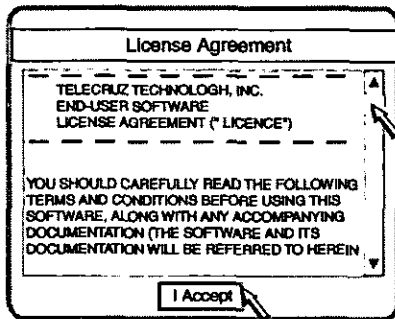 License Agreement
TELECRUZ TECHNOLOGH, INC.
END-USER SOFTWARE
LICENSE AGREEMENT (" LICENCE")
YOU SHOULD CAREFULLY READ THE FOLLOWING
TERMS AND CONDITIONS BEFORE USING THIS
SOFTWARE, ALONG WITH ANY ACCOMPANYING
DOCUMENTATION (THE SOFTWARE AND ITS
DOCUMENTATION WILL BE REFERRED TO HEREIN
I Accept